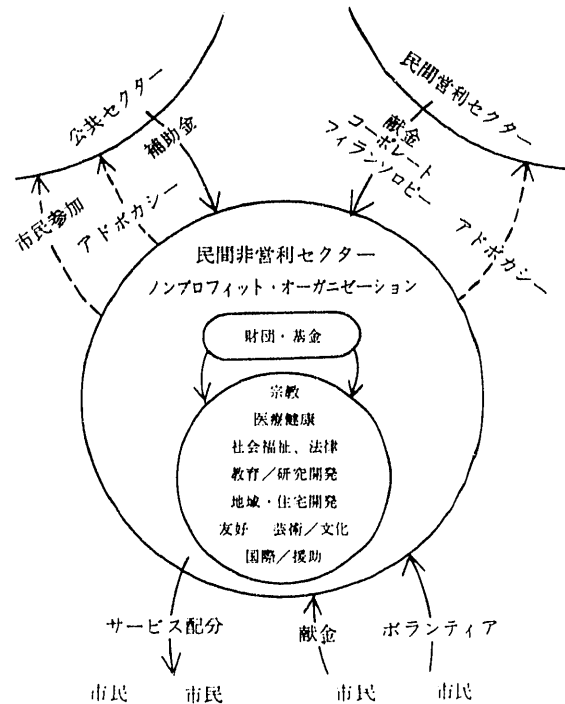 公共セクター
民間営利セクター
補助金
献金
コーポレート
フィランソロピー
市民参加
アドボカシー
アドボカシー
民間非営利セクター
ノンプロフィット・オーガニゼーション
財団・基金
宗教
医療健康
社会福祉、法律
教育／研究開発
地域・住宅開発
友好 芸術／文化
国際／援助
サービス配分
献金
ボランティア
市民 市民 市民 市民